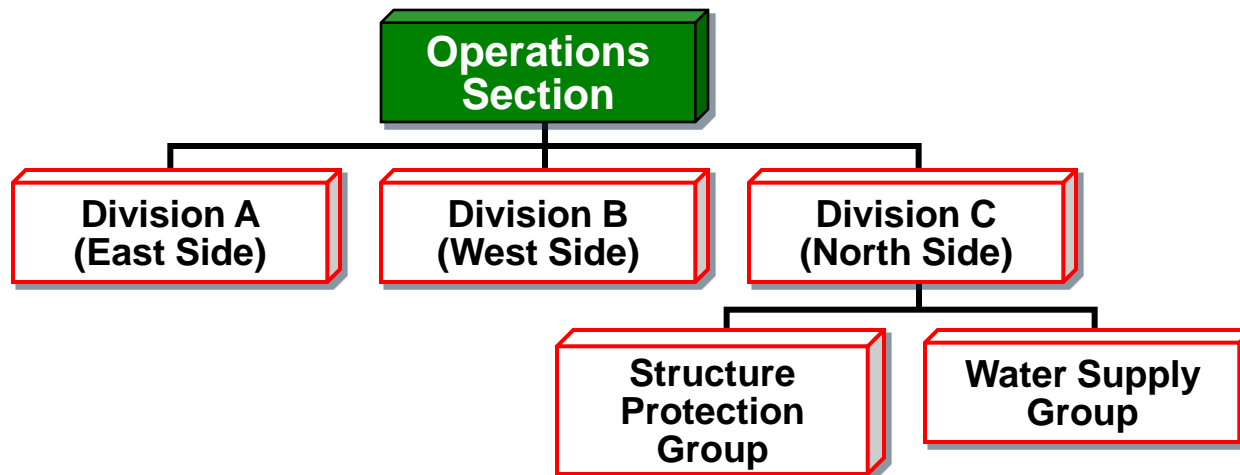 Operations
Section
Division A
(East Side)
Division B
(West Side)
Division C
(North Side)
Structure
Protection
Group
Water Supply
Group